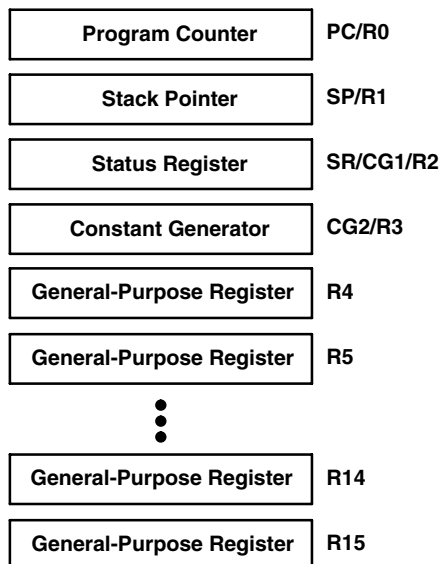 Program Counter PC/R0
Stack Pointer SP/R1
Status Register SR/CG1/R2
Constant Generator CG2/R3
General-Purpose Register R4
General-Purpose Register R5
General-Purpose Register R14
General-Purpose Register R15